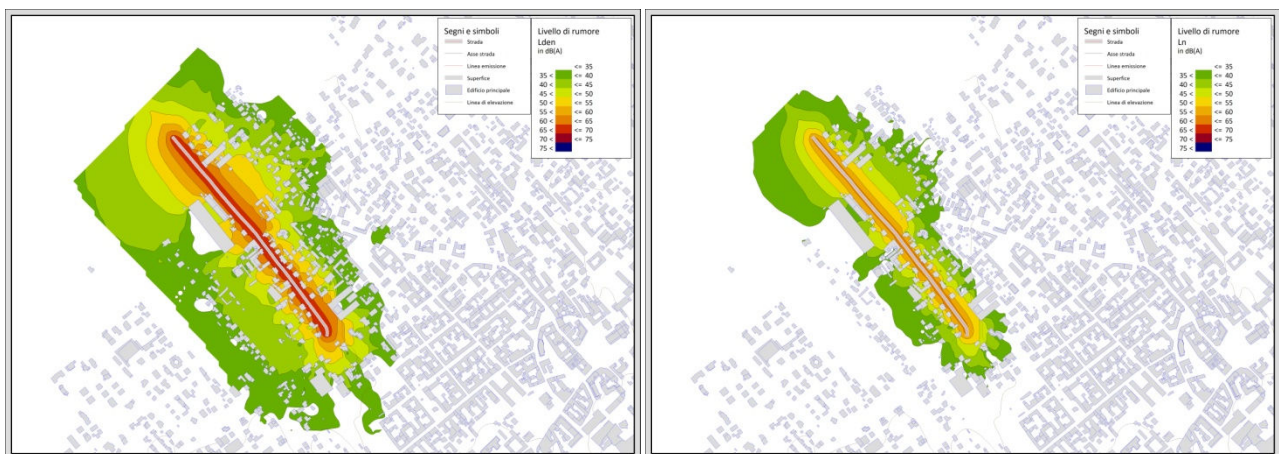 Segni e simboli
Strada
Asse strada
Linea emissione
Superfice
Edificio principale
Linea di elevazione
Livello di rumore
Lden
in dB(A)
<= 35
35 < <= 40
40 < <= 45
45 < <= 50
50 < <= 55
55 < <= 60
60 < <= 65
65 < <= 70
70 < <= 75
75 <
Segni e simboli
Strada
Asse strada
Linea emissione
Superfice
Edificio principale
Linea di elevazione
Livello di rumore
Ln
in dB(A)
<= 35
35 < <= 40
40 < <= 45
45 < <= 50
50 < <= 55
55 < <= 60
60 < <= 65
65 < <= 70
70 < <= 75
75 <